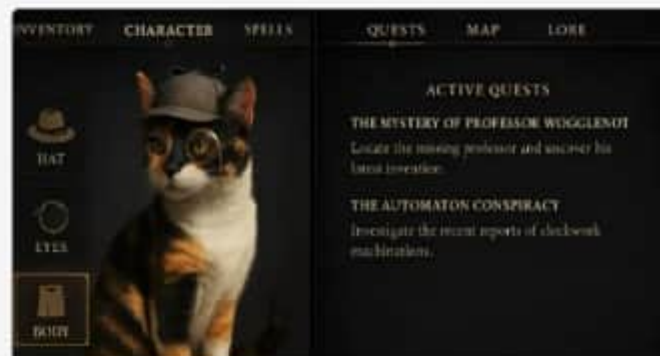 INVENTORY CHARACTER SPELLS
QUESTS MAP LORE
ACTIVE QUESTS
THE MYSTERY OF PROFESSOR WOGGLENOT
Locate the missing professor and uncover his
latest invention.
THE AUTOMATON CONSPIRACY
Investigate the recent reports of clockwork
machinations.
HAT
EYES
BODY